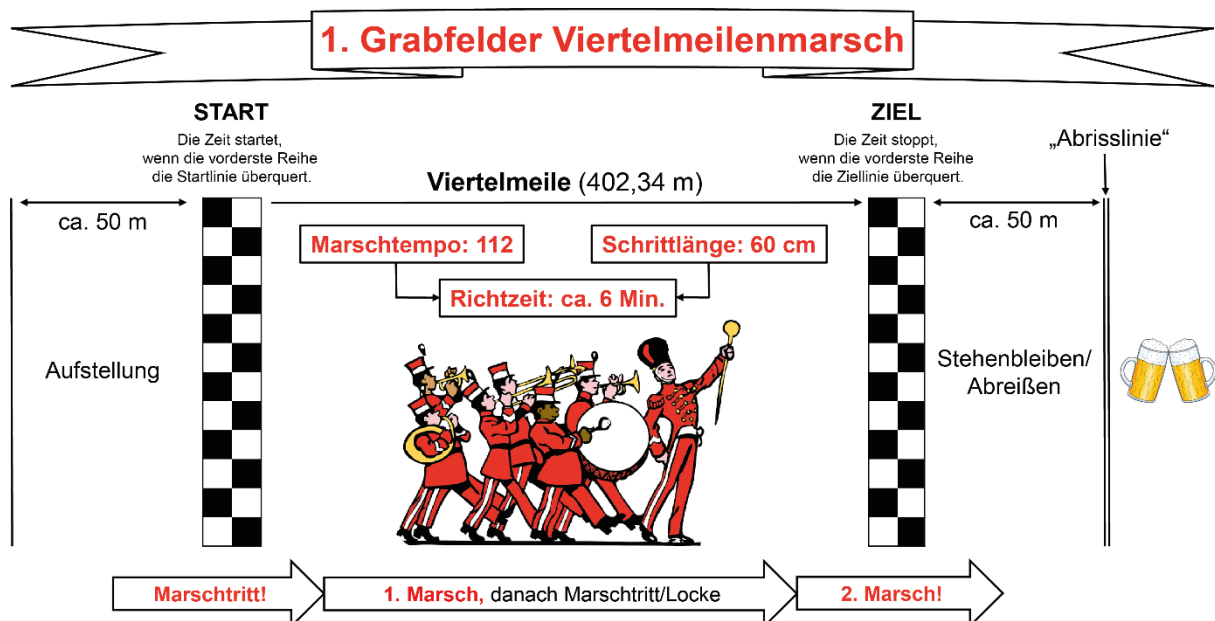 1. Grabfelder Viertelmeilenmarsch
START
Die Zeit startet,
wenn die vorderste Reihe
die Startlinie überquert.
ZIEL
Die Zeit stoppt,
wenn die vorderste Reihe
die Ziellinie überquert.
„Abrisslinie“
Viertelmeile (402,34 m)
ca. 50 m
ca. 50 m
Marschtempo: 112
Schrittlänge: 60 cm
Richtzeit: ca. 6 Min.
Aufstellung
Stehenbleiben/
Abreißen
Marschtritt!
1. Marsch, danach Marschtritt/Locke
2. Marsch!